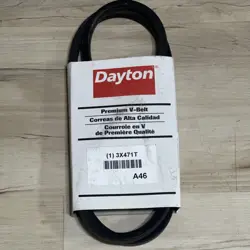 Dayton
Premium V-Belt
Correas de Alta Calidad
Courroie en V
de Première Qualité
(1) 3X471T
A46